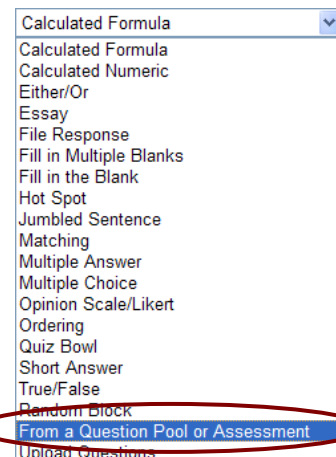 Calculated Formula
Calculated Formula
Calculated Numeric
Either/Or
Essay
File Response
Fill in Multiple Blanks
Fill in the Blank
Hot Spot
Jumbled Sentence
Matching
Multiple Answer
Multiple Choice
Opinion Scale/Likert
Ordering
Quiz Bowl
Short Answer
True/False
Random Block
From a Question Pool or Assessment
Upload Questions